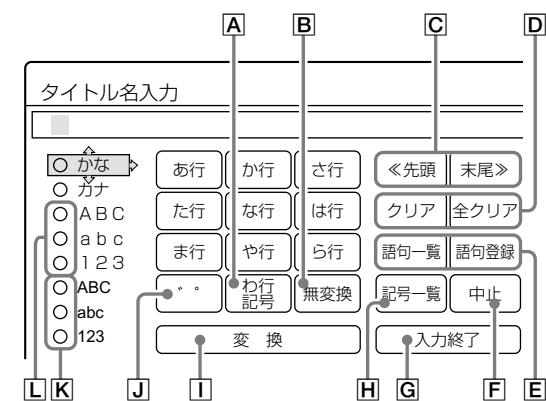 A B C D
タイトル名入力
かな あ行 か行 さ行 ≪先頭 末尾≫
カナ
ＡＢＣ た行 な行 は行 クリア 全クリア
ａｂｃ
１２３ ま行 や行 ら行 語句一覧 語句登録
ABC ゛゜ わ行 記号 無変換 記号一覧 中止
abc
123 変 換 入力終了
L K J I H G F E